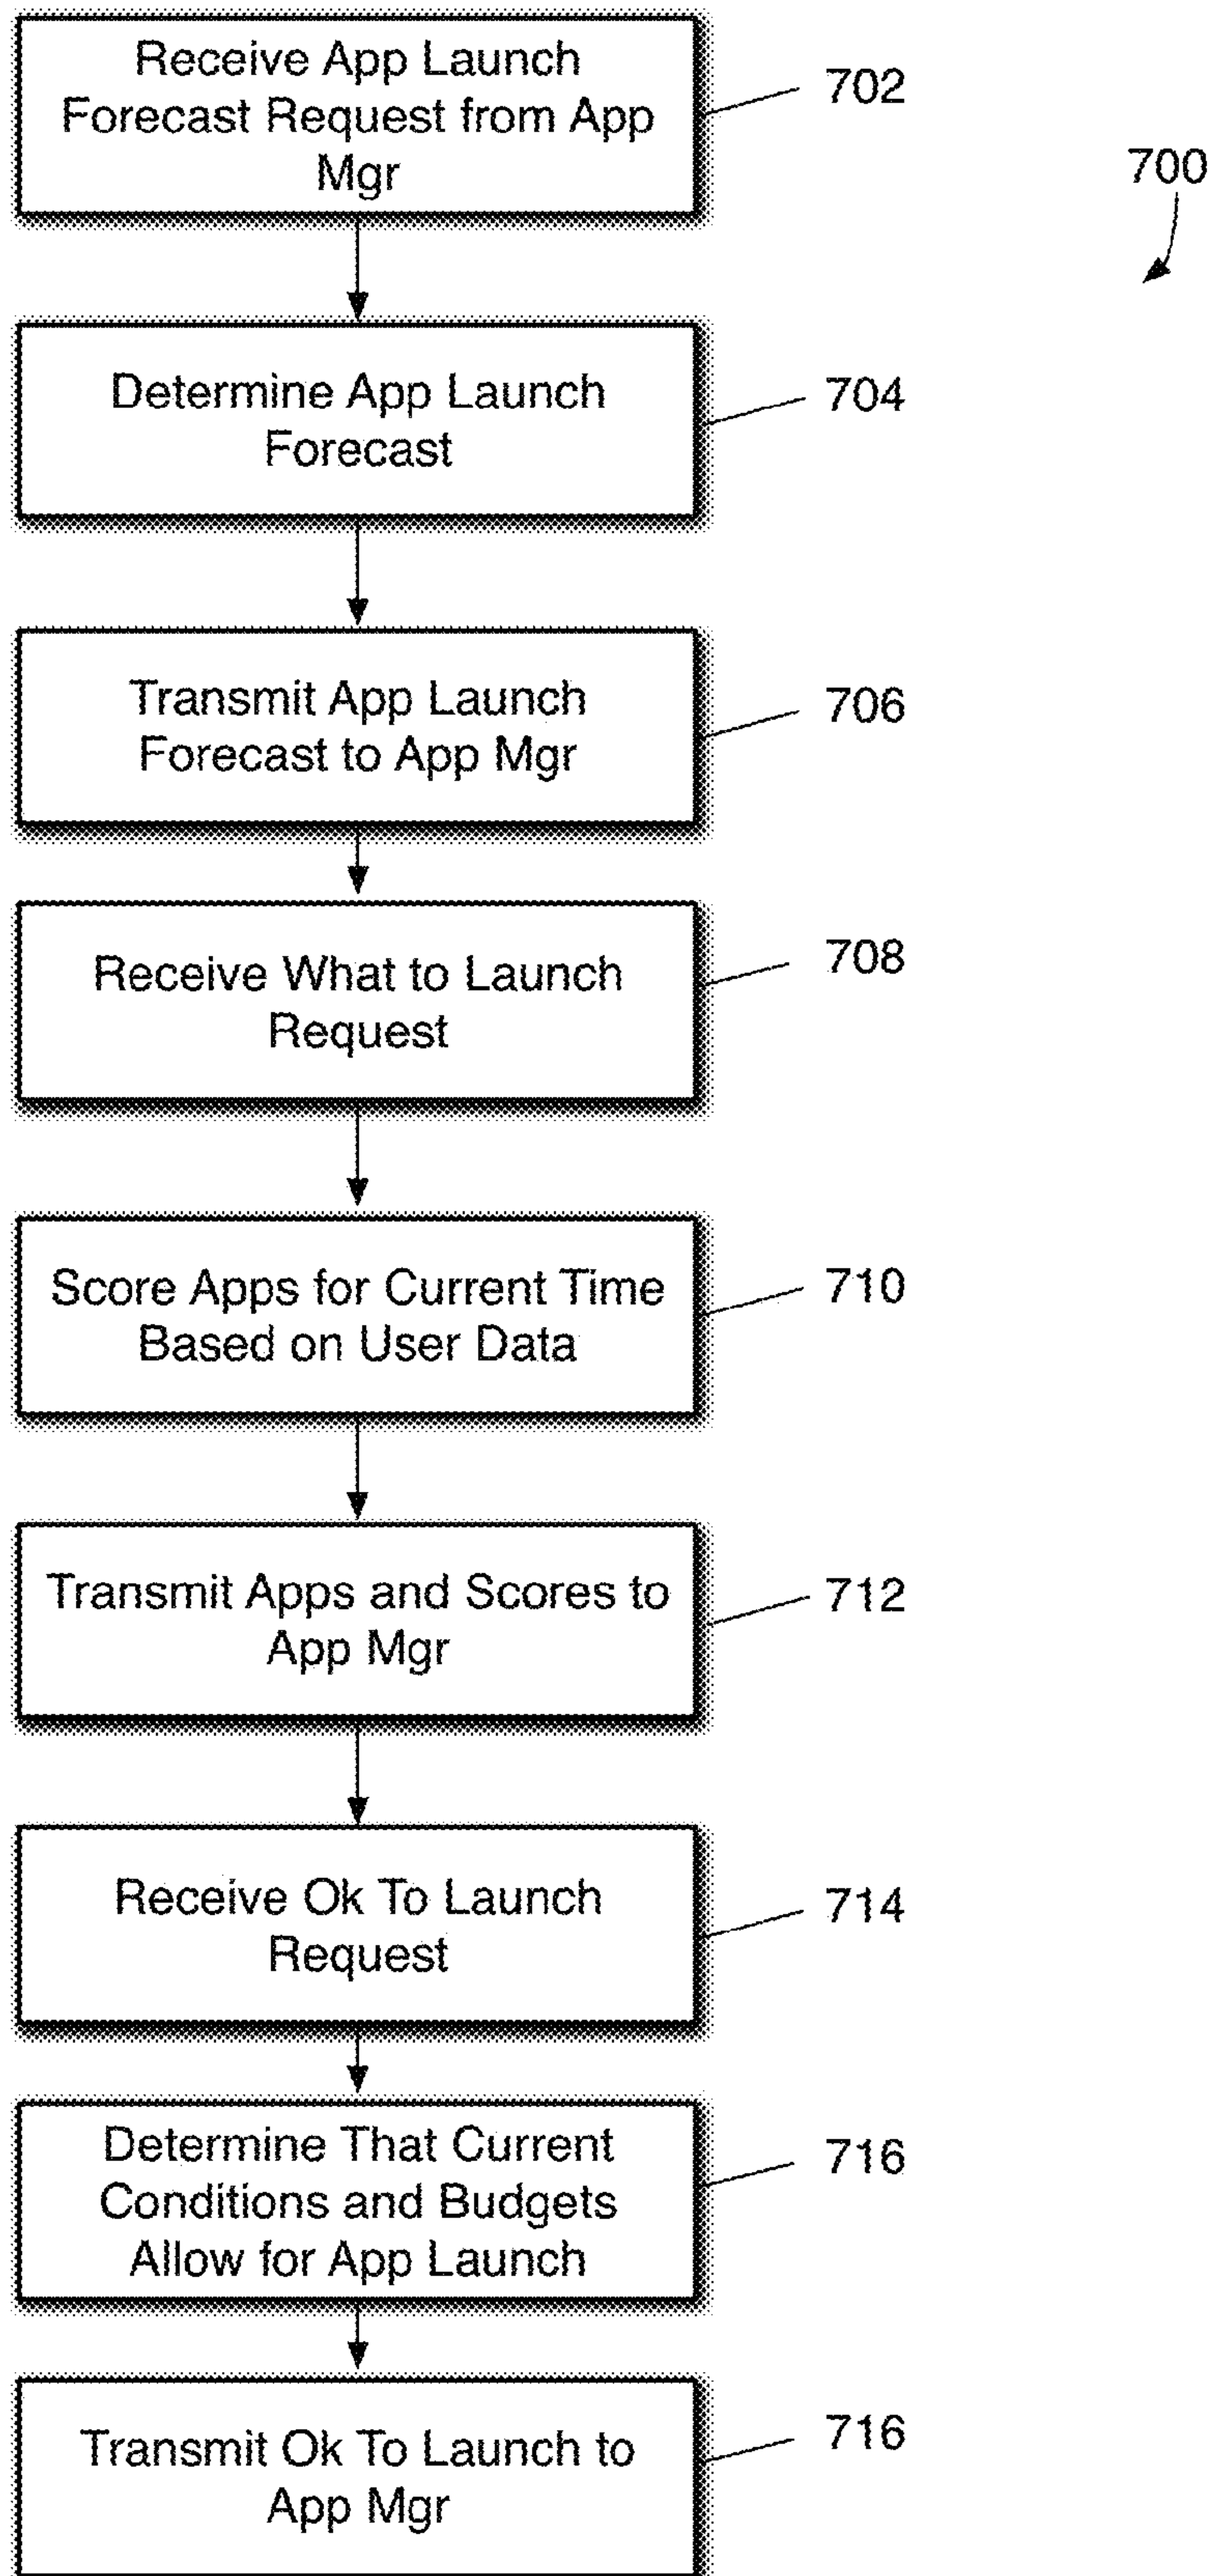 Receive App Launch
Forecast Request from App
Mgr
702
700
Determine App Launch
Forecast
704
Transmit App Launch
Forecast to App Mgr
706
Receive What to Launch
Request
708
Score Apps for Current Time
Based on User Data
710
Transmit Apps and Scores to
App Mgr
712
Receive Ok To Launch
Request
714
Determine That Current
Conditions and Budgets
Allow for App Launch
716
Transmit Ok To Launch to
App Mgr
716